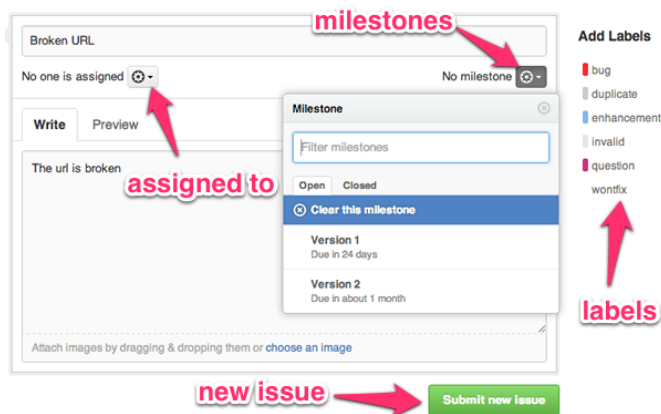 milestones
Broken URL
Add Labels
No one is assigned
No milestone
bug
duplicate
enhancement
invalid
question
wontfix
Milestone
Write Preview
Filter milestones
The url is broken
assigned to
Open Closed
Clear this milestone
Version 1
Due in 24 days
Version 2
Due in about 1 month
labels
Attach images by dragging & dropping them or choose an image
new issue
Submit new issue